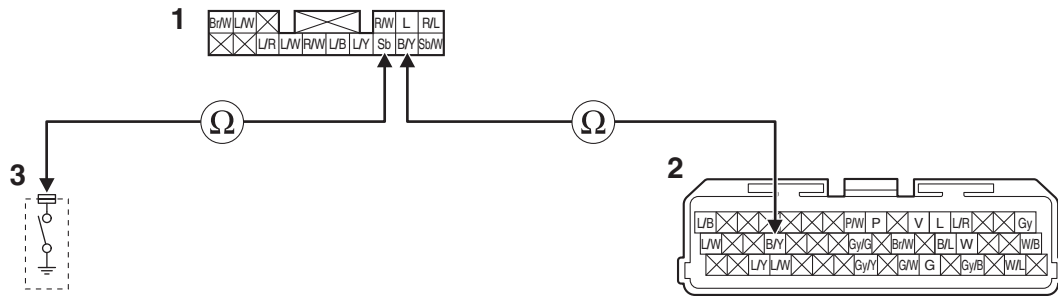 1
Br/W L/W R/W L R/L
L/R L/W R/W L/B L/Y Sb B/Y Sb/W
Ω Ω
3
2
L/B P/W P V L L/R Gy
L/W B/Y Gy/G Br/W B/L W W/B
L/Y L/W Gy/Y G/W G Gy/B W/L